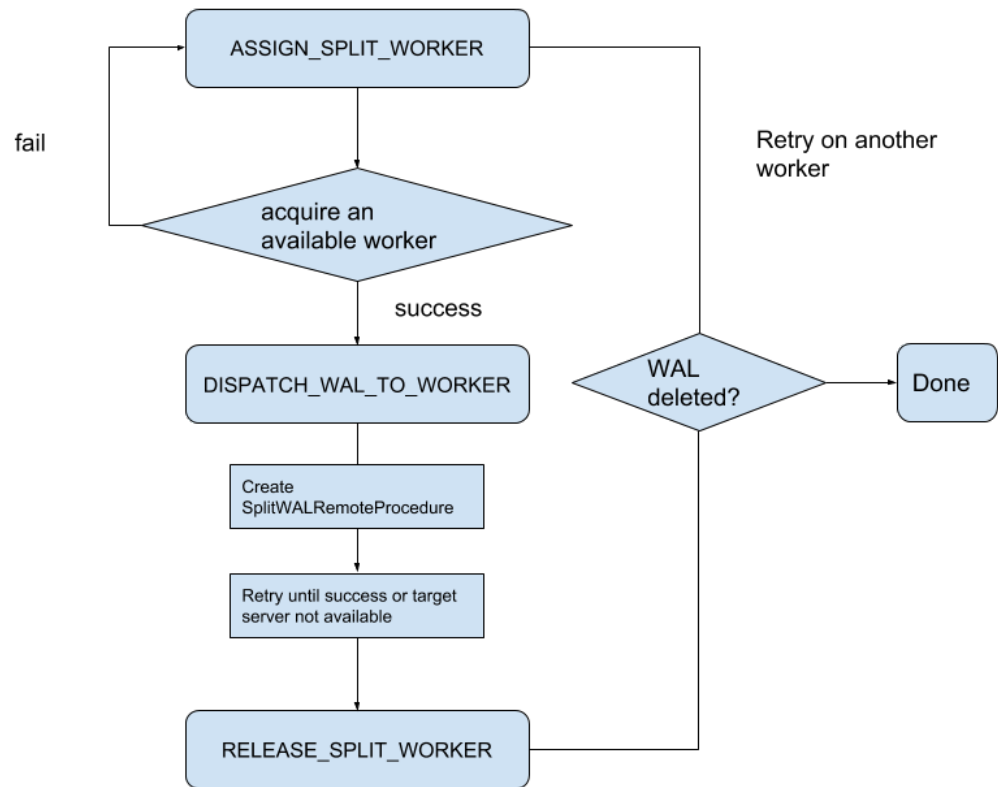 ASSIGN_SPLIT_WORKER
fail
Retry on another
worker
acquire an
available worker
success
DISPATCH_WAL_TO_WORKER
WAL
deleted?
Done
Create
SplitWALRemoteProcedure
Retry until success or target
server not available
RELEASE_SPLIT_WORKER